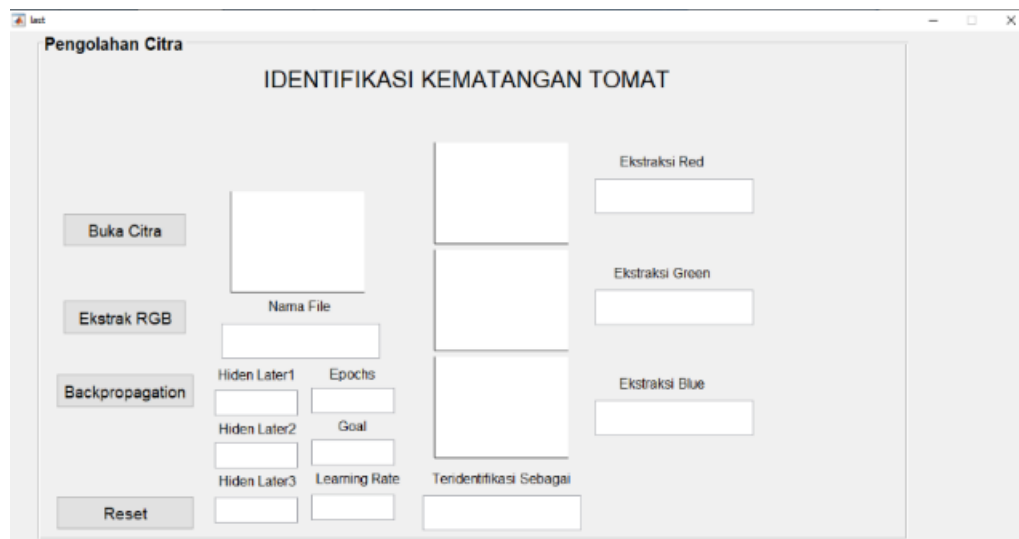 last
Pengolahan Citra
IDENTIFIKASI KEMATANGAN TOMAT
Ekstraksi Red
Buka Citra
Ekstraksi Green
Nama File
Ekstrak RGB
Hiden Later1
Epochs
Ekstraksi Blue
Backpropagation
Hiden Later2
Goal
Hiden Later3
Learning Rate
Teridentifikasi Sebagai
Reset